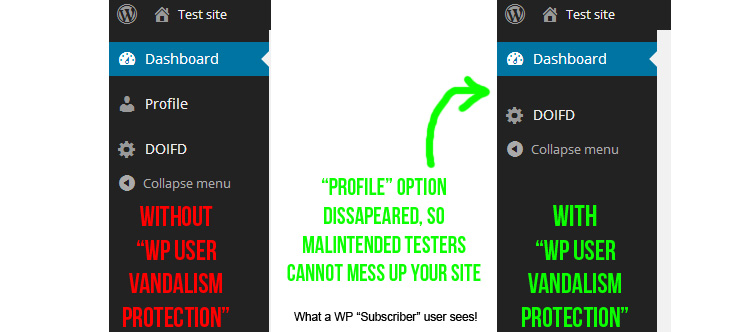 Test site
Dashboard
Profile
DOIFD
Collapse menu
WITHOUT
“WP USER
VANDALISM
PROTECTION”
“PROFILE” OPTION
DISSAPEARED, SO
MALINTENDED TESTERS
CANNOT MESS UP YOUR SITE
What a WP “Subscriber” user sees!
Test site
Dashboard
DOIFD
Collapse menu
WITH
“WP USER
VANDALISM
PROTECTION”